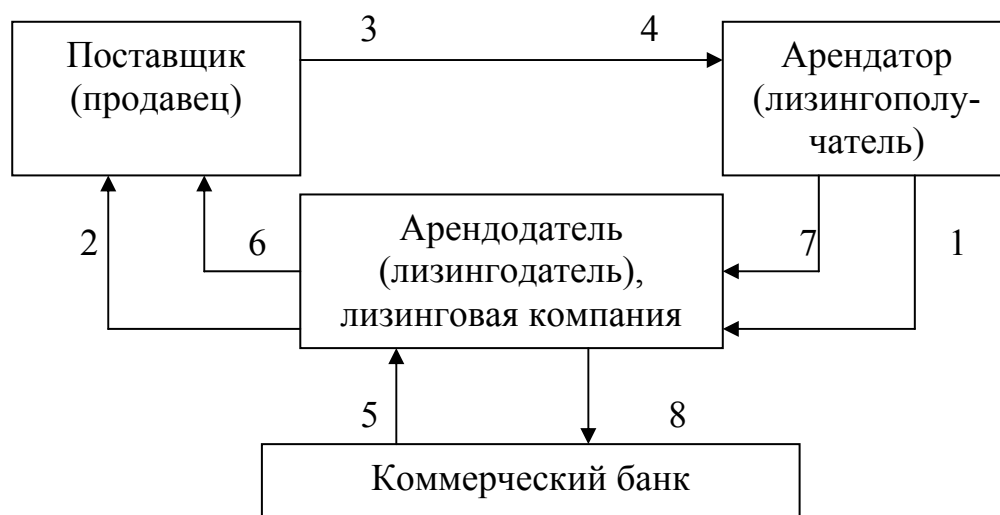 3
4
Поставщик
(продавец)
Арендатор
(лизингополу-
чатель)
2
6
Арендодатель
(лизингодатель),
лизинговая компания
7
1
5
8
Коммерческий банк